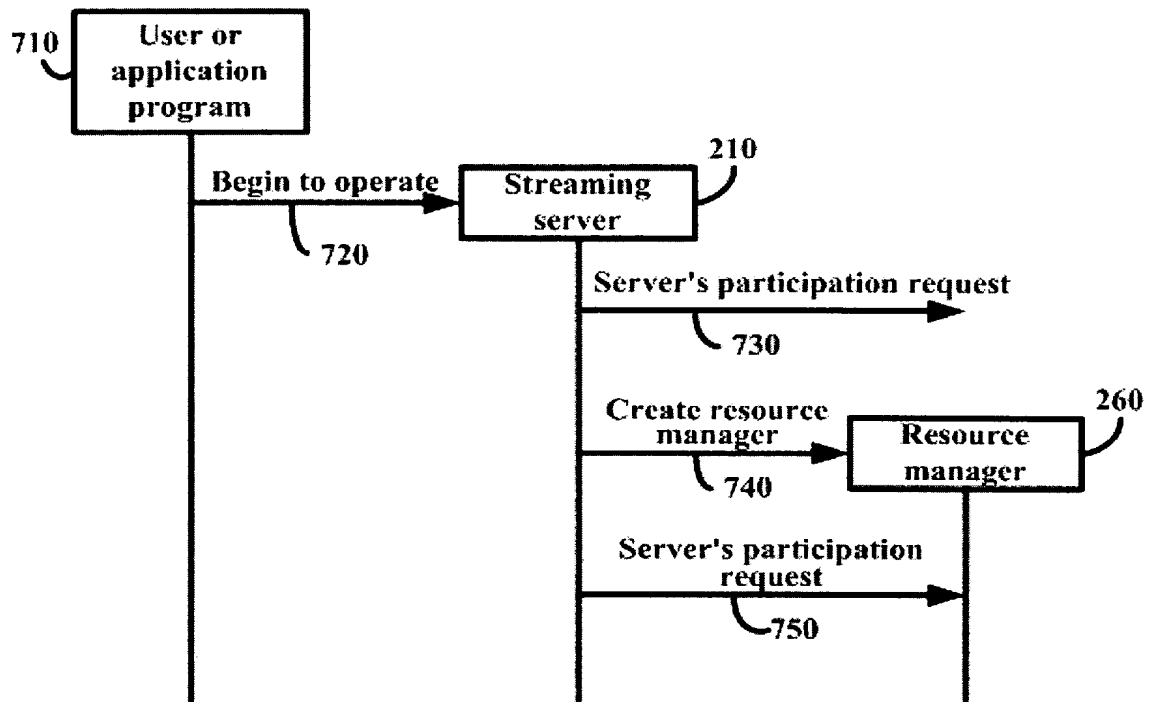 710
User or
application
program
210
Begin to operate
Streaming
server
720
Server's participation request
730
Create resource
manager
260
Resource
manager
740
Server's participation
request
750